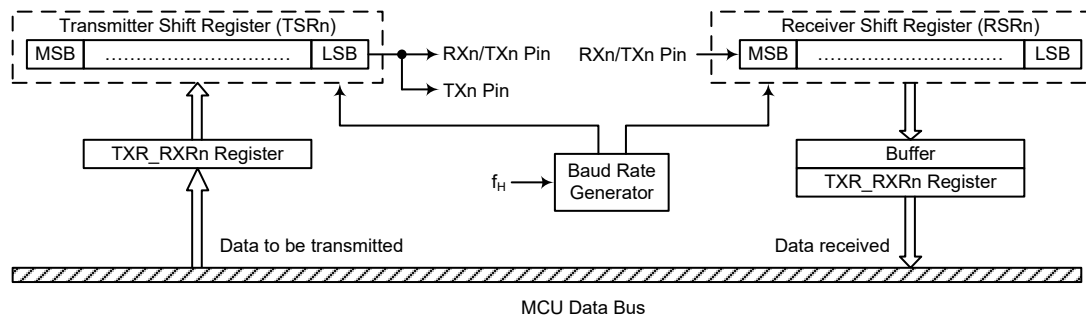 Transmitter Shift Register (TSRn)
MSB ………………………… LSB
RX​n/TXn Pin
TXn Pin
Receiver Shift Register (RSRn)
RXn/TXn Pin
MSB ………………………… LSB
TXR_RXRn Register
Baud Rate
Generator
fH
Buffer
TXR_RXRn Register
Data to be transmitted
Data received
MCU Data Bus